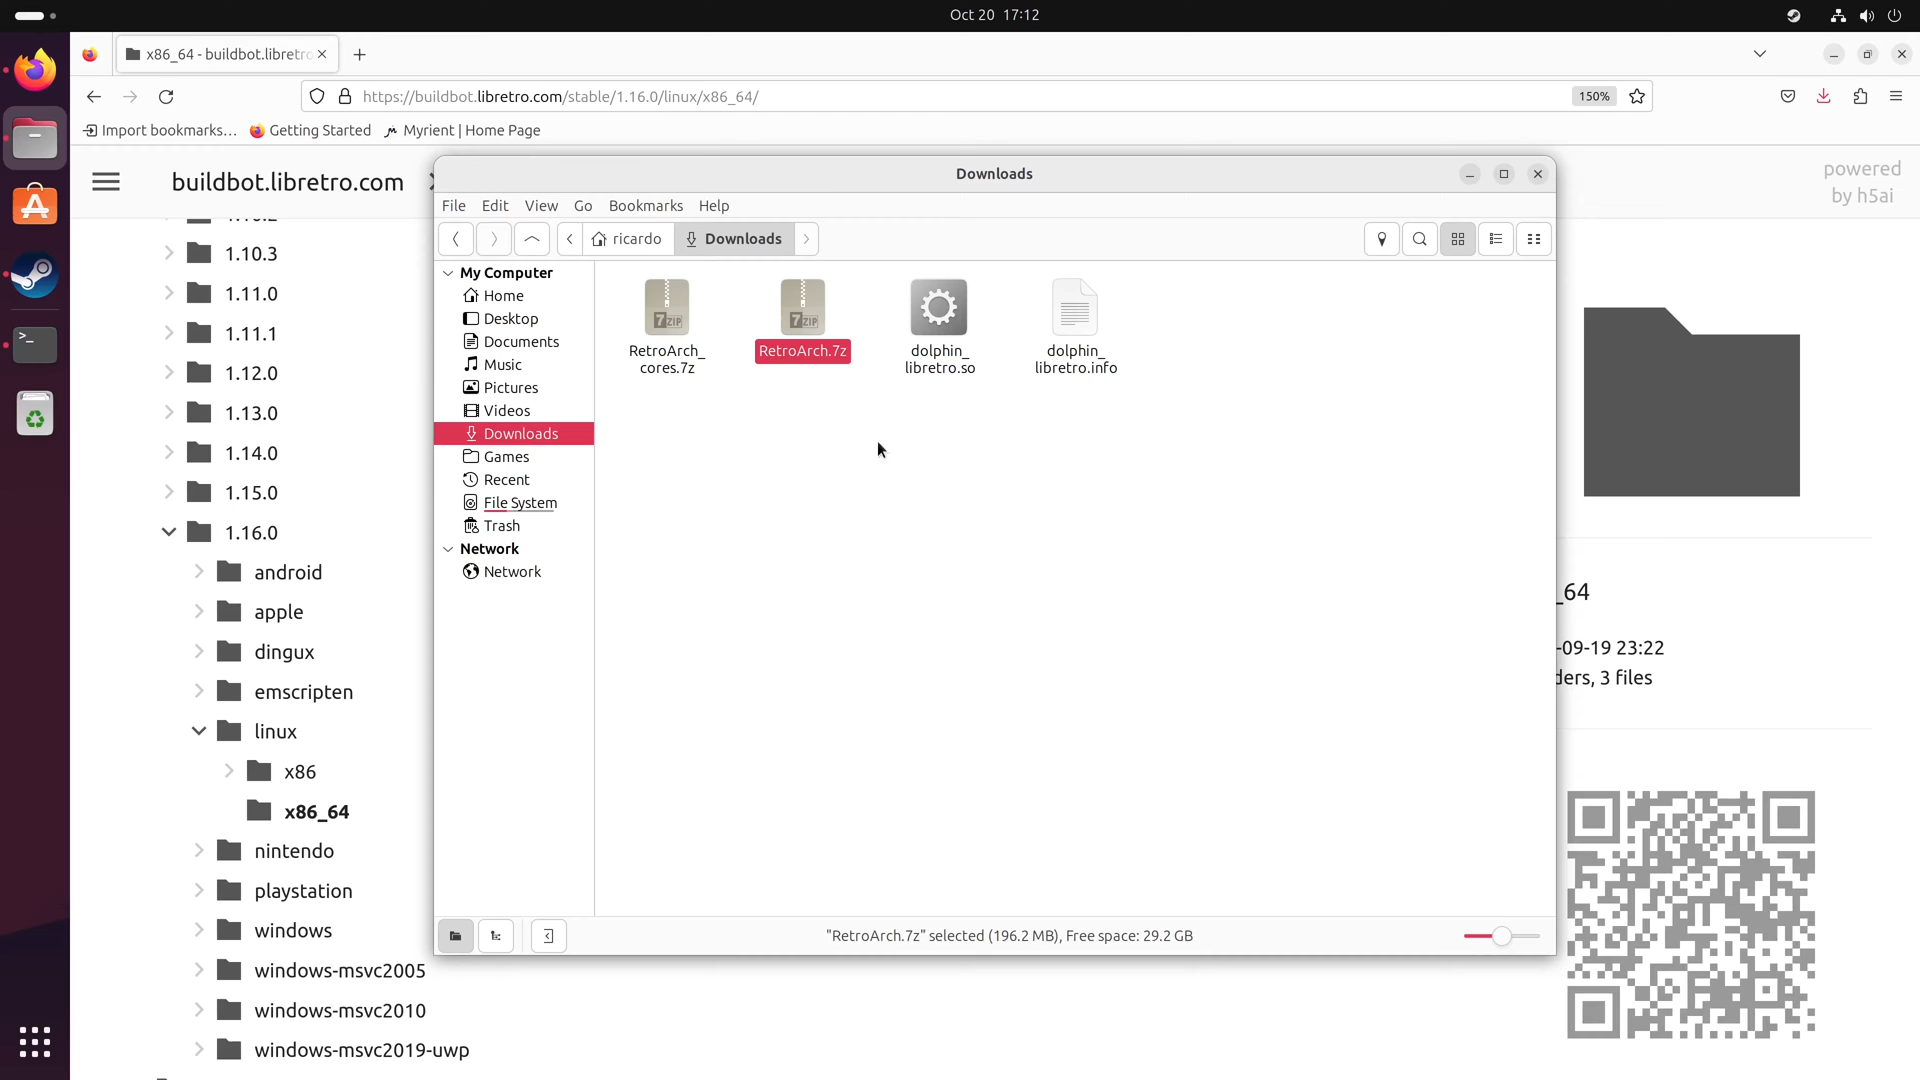 Oct 20 17:12
x86_64 - buildbot.libretro
https://buildbot.libretro.com/stable/1.16.0/linux/x86_64/
150%
Import bookmarks...
Getting Started
Myrient | Home Page
buildbot.libretro.com
powered
by h5ai
1.10.2
1.10.3
1.11.0
1.11.1
1.12.0
1.13.0
1.14.0
1.15.0
1.16.0
android
apple
dingux
emscripten
linux
x86
x86_64
nintendo
playstation
windows
windows-msvc2005
windows-msvc2010
windows-msvc2019-uwp
Downloads
File Edit View Go Bookmarks Help
ricardo
Downloads
My Computer
Home
Desktop
Documents
Music
Pictures
Videos
Downloads
Games
Recent
File System
Trash
Network
Network
7ZIP
RetroArch_
cores.7z
7ZIP
RetroArch.7z
dolphin_
libretro.so
dolphin_
libretro.info
"RetroArch.7z" selected (196.2 MB), Free space: 29.2 GB
_64
-09-19 23:22
ders, 3 files
>_